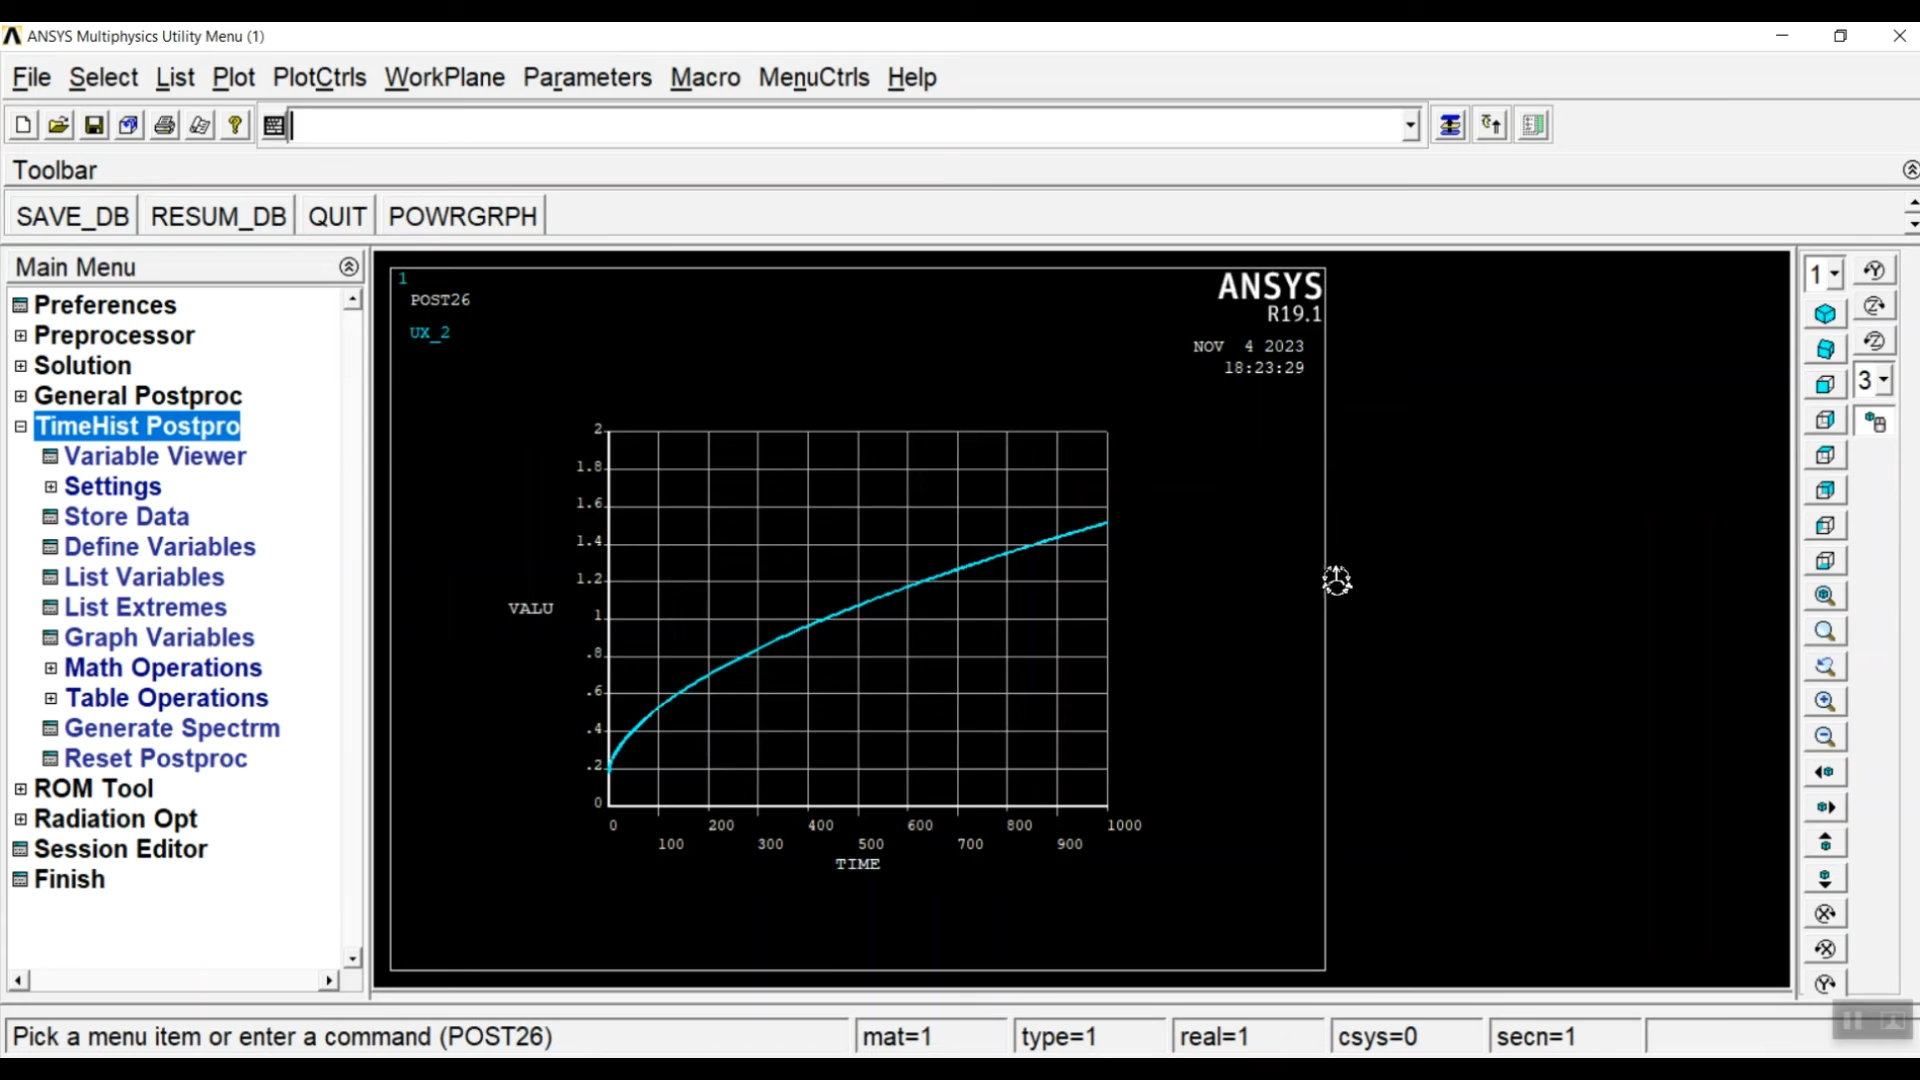 ANSYS Multiphysics Utility Menu (1)
File Select List Plot PlotCtrls WorkPlane Parameters Macro MenuCtrls Help
Toolbar
SAVE_DB RESUM_DB QUIT POWRGRPH
Main Menu
Preferences
Preprocessor
Solution
General Postproc
TimeHist Postpro
Variable Viewer
Settings
Store Data
Define Variables
List Variables
List Extremes
Graph Variables
Math Operations
Table Operations
Generate Spectrm
Reset Postproc
ROM Tool
Radiation Opt
Session Editor
Finish
1
POST26
UX_2
ANSYS
R19.1
NOV 4 2023
18:23:29
2
1.8
1.6
1.4
1.2
1
.8
.6
.4
.2
0
VALU
0 200 400 600 800 1000
100 300 500 700 900
TIME
1
3
Pick a menu item or enter a command (POST26) mat=1 type=1 real=1 csys=0 secn=1